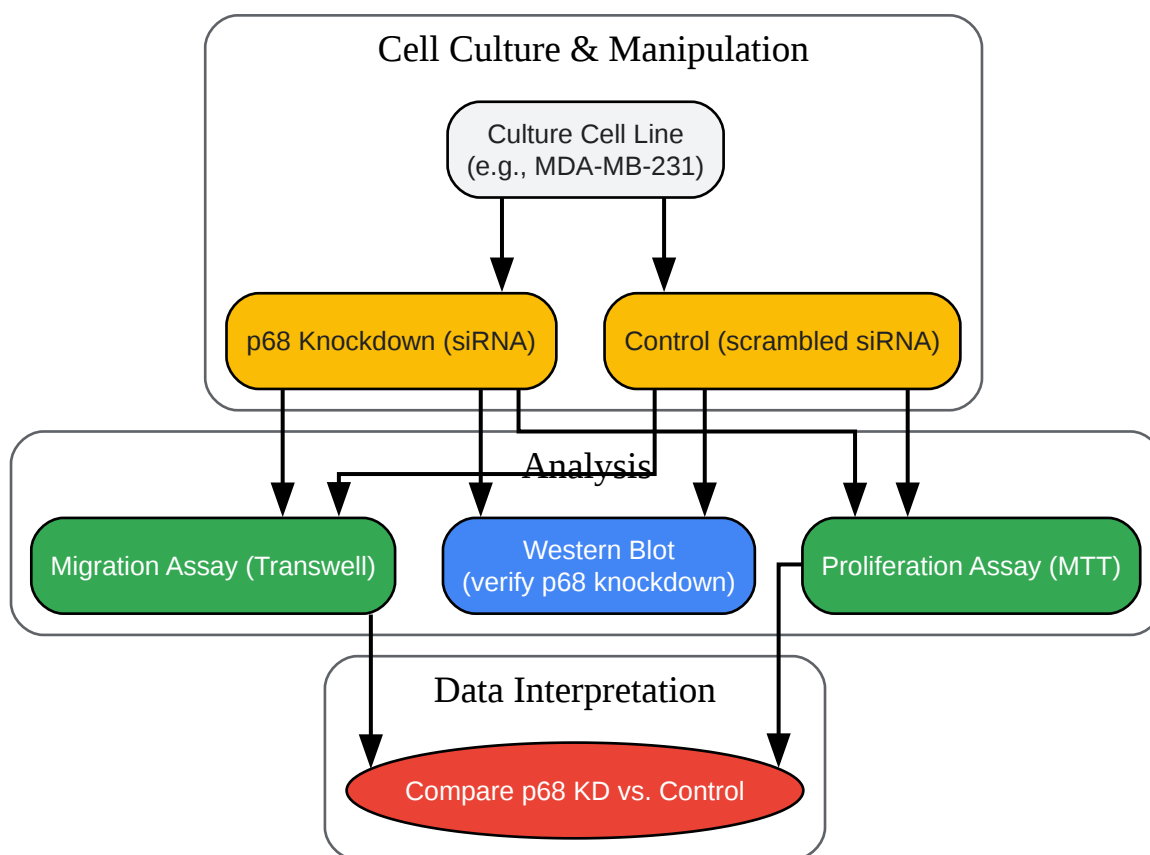 Cell Culture & Manipulation
Culture Cell Line
(e.g., MDA-MB-231)
p68 Knockdown (siRNA)
Control (scrambled siRNA)
Analysis
Migration Assay (Transwell)
Western Blot
(verify p68 knockdown)
Proliferation Assay (MTT)
Data Interpretation
Compare p68 KD vs. Control